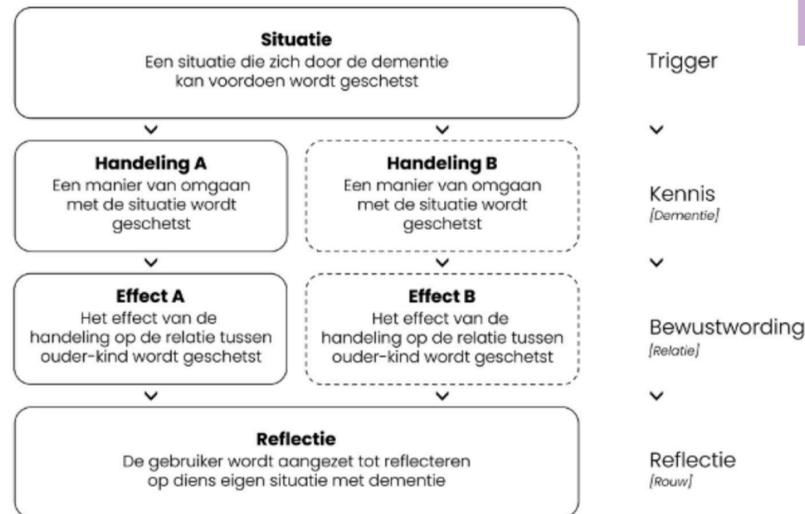 Situatie
Een situatie die zich door de dementie
kan voordoen wordt geschetst
Trigger
Handeling A
Een manier van omgaan
met de situatie wordt
geschetst
Handeling B
Een manier van omgaan
met de situatie wordt
geschetst
Kennis
[Dementie]
Effect A
Het effect van de
handeling op de relatie tussen
ouder-kind wordt geschetst
Effect B
Het effect van de
handeling op de relatie tussen
ouder-kind wordt geschetst
Bewustwording
[Relatie]
Reflectie
De gebruiker wordt aangezet tot reflecteren
op diens eigen situatie met dementie
Reflectie
[Rouw]